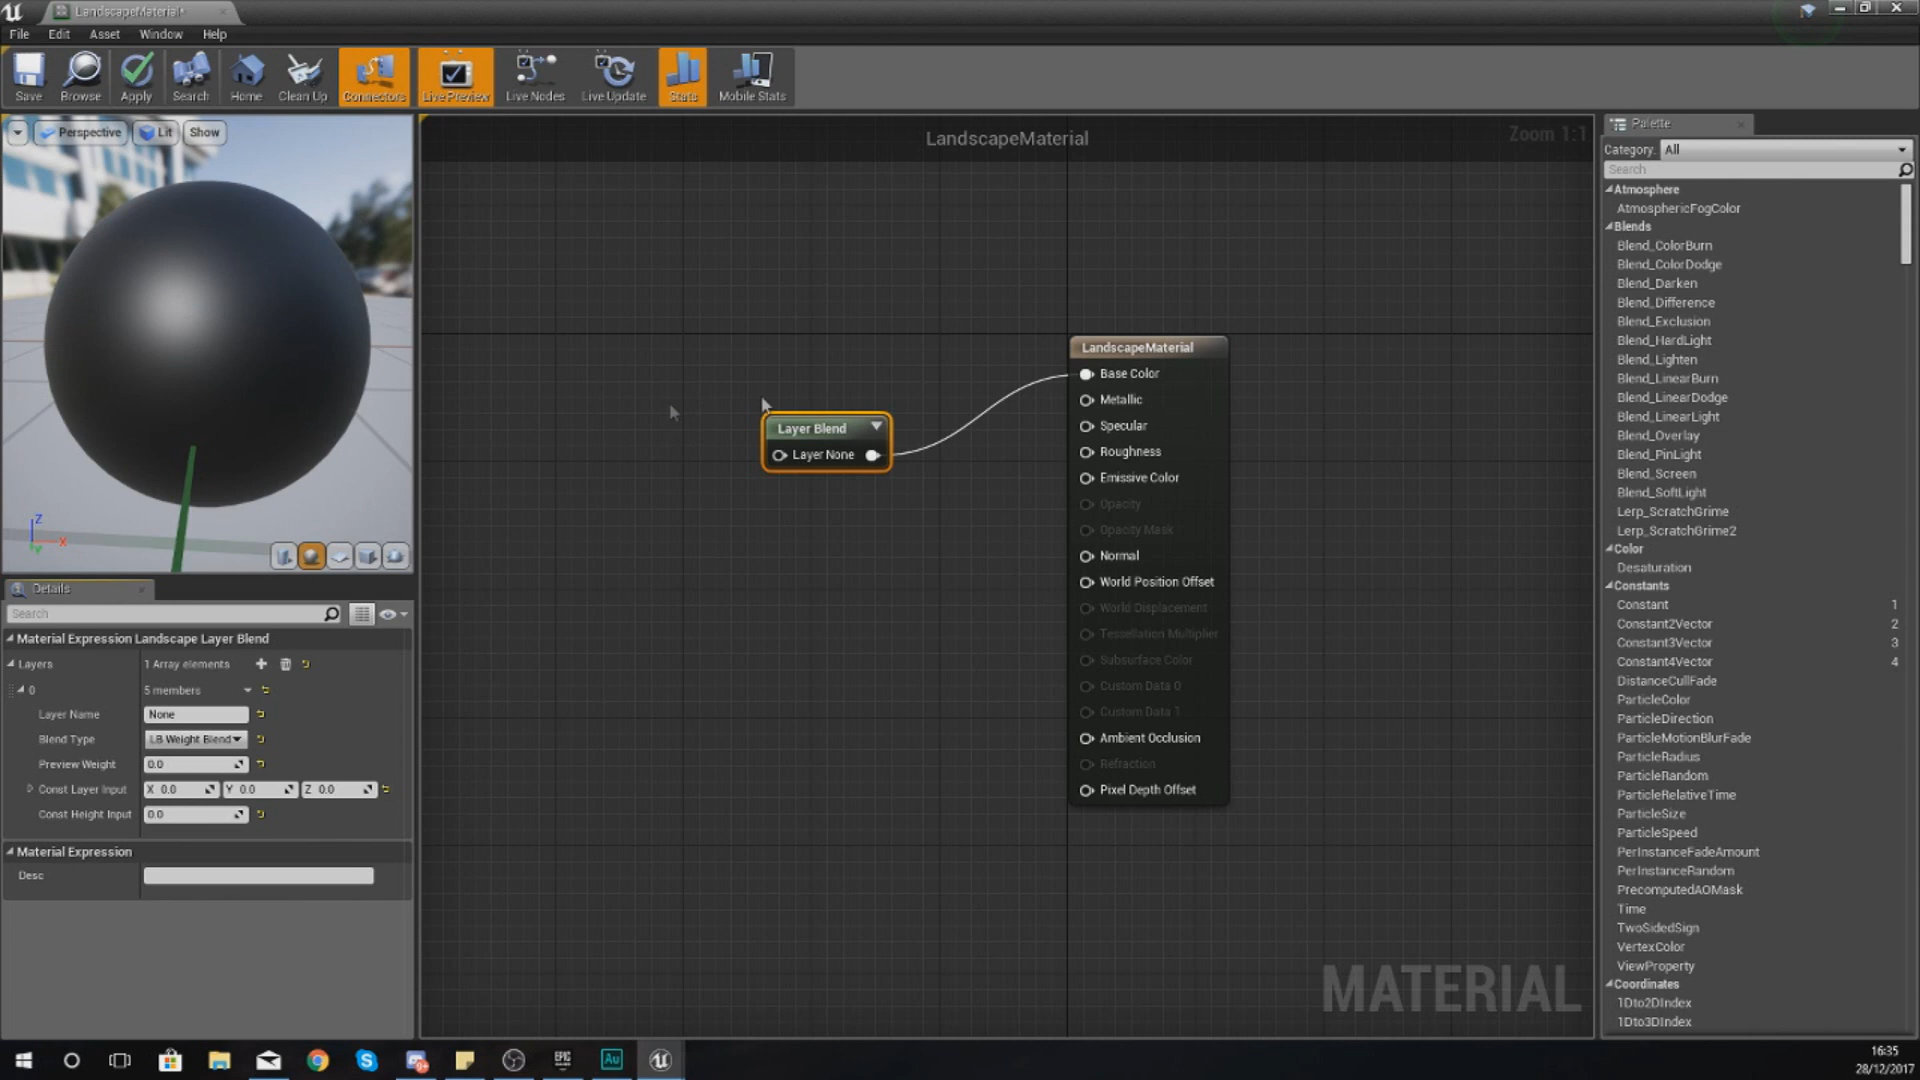 LandscapeMaterial*
File Edit Asset Window Help
Save Browse Apply Search Home Clean Up Connectors Live Preview Live Nodes Live Update Stats Mobile Stats
Perspective Lit Show
Z
X
Y
Details
Search
Material Expression Landscape Layer Blend
Layers 1 Array elements
0 5 members
Layer Name None
Blend Type LB Weight Blend
Preview Weight 0.0
Const Layer Input X 0.0 Y 0.0 Z 0.0
Const Height Input 0.0
Material Expression
Desc
LandscapeMaterial
Zoom 1:1
Layer Blend
Layer None
LandscapeMaterial
Base Color
Metallic
Specular
Roughness
Emissive Color
Opacity
Opacity Mask
Normal
World Position Offset
World Displacement
Tessellation Multiplier
Subsurface Color
Custom Data 0
Custom Data 1
Ambient Occlusion
Refraction
Pixel Depth Offset
MATERIAL
Palette
Category: All
Search
Atmosphere
AtmosphericFogColor
Blends
Blend_ColorBurn
Blend_ColorDodge
Blend_Darken
Blend_Difference
Blend_Exclusion
Blend_HardLight
Blend_Lighten
Blend_LinearBurn
Blend_LinearDodge
Blend_LinearLight
Blend_Overlay
Blend_PinLight
Blend_Screen
Blend_SoftLight
Lerp_ScratchGrime
Lerp_ScratchGrime2
Color
Desaturation
Constants
Constant 1
Constant2Vector 2
Constant3Vector 3
Constant4Vector 4
DistanceCullFade
ParticleColor
ParticleDirection
ParticleMotionBlurFade
ParticleRadius
ParticleRandom
ParticleRelativeTime
ParticleSize
ParticleSpeed
PerInstanceFadeAmount
PerInstanceRandom
PrecomputedAOMask
Time
TwoSidedSign
VertexColor
ViewProperty
Coordinates
1Dto2DIndex
1Dto3DIndex
EPIC
Au
16:35
28/12/2017